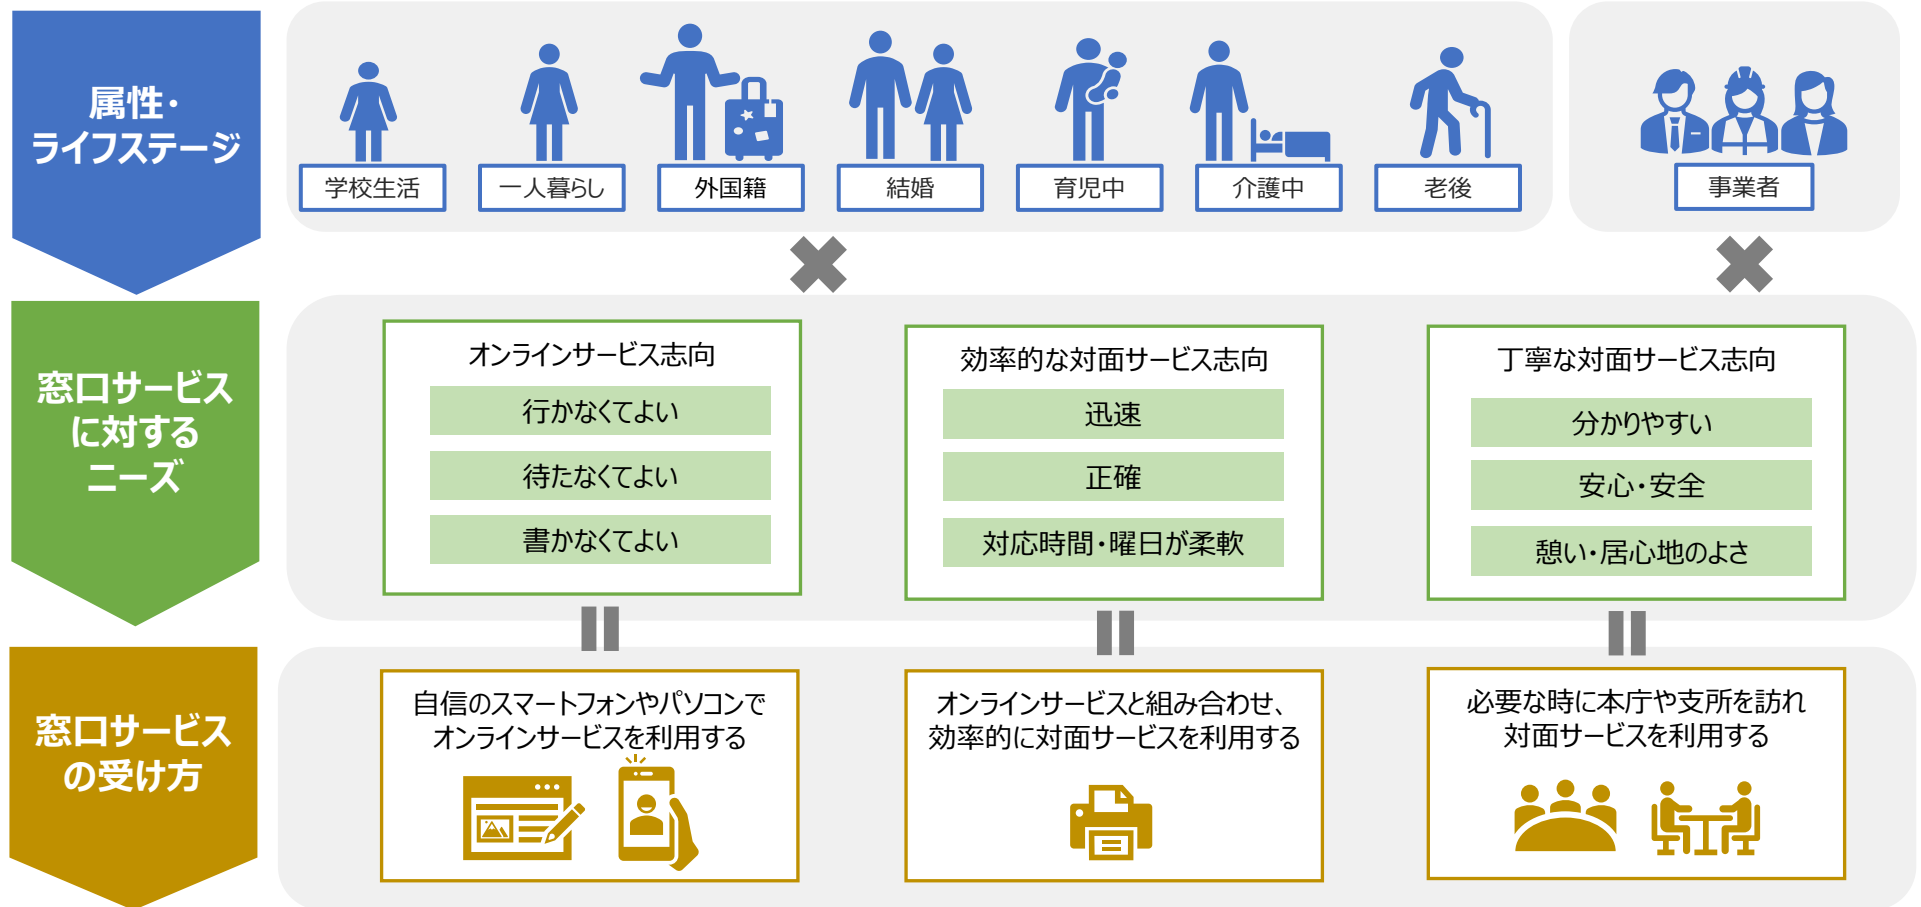 属性・
ライフステージ
学校生活
一人暮らし
外国籍
結婚
育児中
介護中
老後
事業者
窓口サービス
に対する
ニーズ
オンラインサービス志向
行かなくてよい
待たなくてよい
書かなくてよい
効率的な対面サービス志向
迅速
正確
対応時間・曜日が柔軟
丁寧な対面サービス志向
分かりやすい
安心・安全
憩い・居心地のよさ
窓口サービス
の受け方
自信のスマートフォンやパソコンで
オンラインサービスを利用する
オンラインサービスと組み合わせ、
効率的に対面サービスを利用する
必要な時に本庁や支所を訪れ
対面サービスを利用する